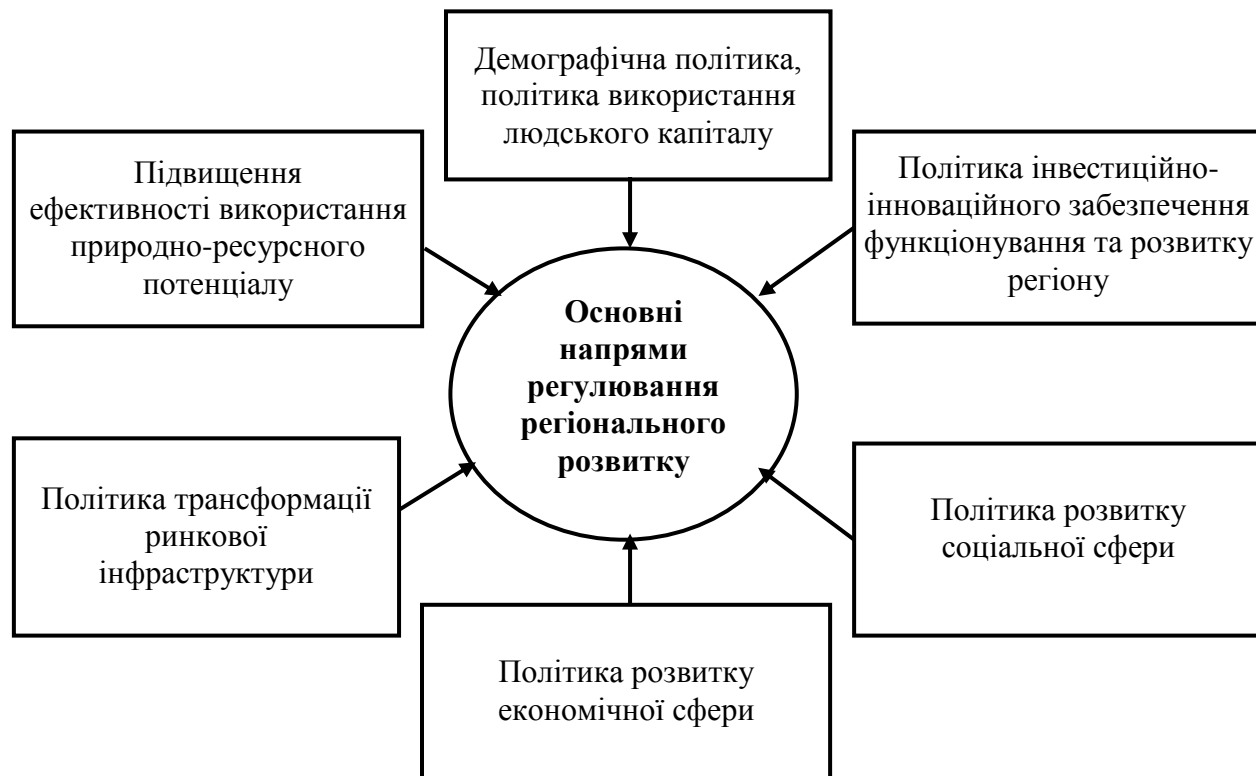 Демографічна політика,
політика використання
людського капіталу
Підвищення
ефективності використання
природно-ресурсного
потенціалу
Політика інвестиційно-
інноваційного забезпечення
функціонування та розвитку
регіону
Основні
напрями
регулювання
регіонального
розвитку
Політика трансформації
ринкової
інфраструктури
Політика розвитку
соціальної сфери
Політика розвитку
економічної сфери